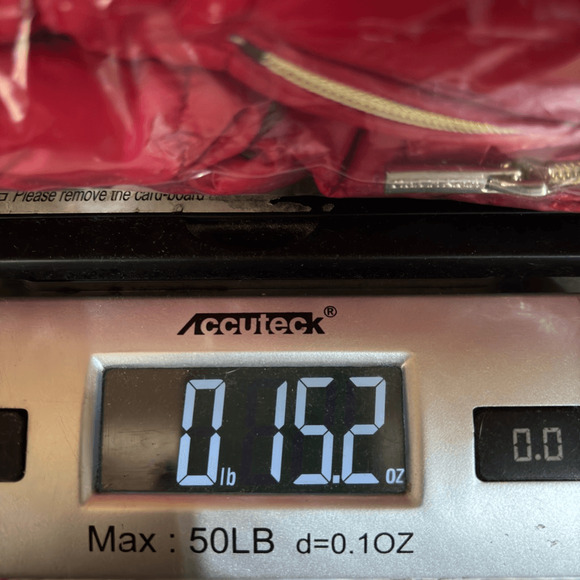 Please remove the card-board
Accuteck®
0 lb 15.2 oz
0.0
Max : 50LB d=0.1OZ